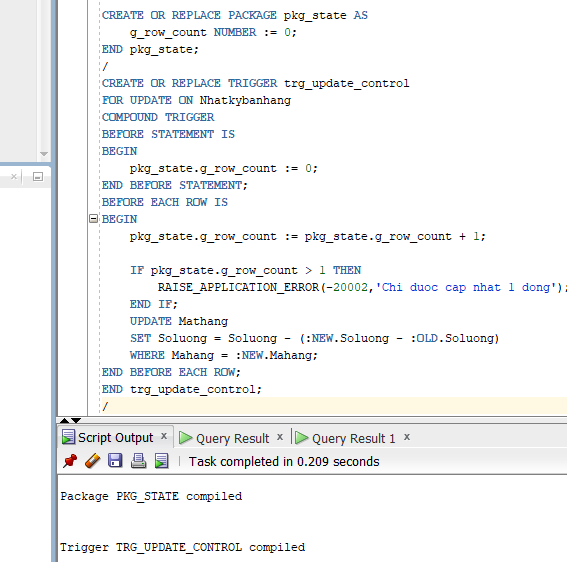 CREATE OR REPLACE PACKAGE pkg_state AS
    g_row_count NUMBER := 0;
END pkg_state;
/
CREATE OR REPLACE TRIGGER trg_update_control
FOR UPDATE ON Nhatkybanhang
COMPOUND TRIGGER
BEFORE STATEMENT IS
BEGIN
    pkg_state.g_row_count := 0;
END BEFORE STATEMENT;
BEFORE EACH ROW IS
BEGIN
    pkg_state.g_row_count := pkg_state.g_row_count + 1;
    IF pkg_state.g_row_count > 1 THEN
        RAISE_APPLICATION_ERROR(-20002,'Chi duoc cap nhat 1 dong');
    END IF;
    UPDATE Mathang
    SET Soluong = Soluong - (:NEW.Soluong - :OLD.Soluong)
    WHERE Mahang = :NEW.Mahang;
END BEFORE EACH ROW;
END trg_update_control;
/
Script Output x Query Result x Query Result 1 x
Task completed in 0.209 seconds
Package PKG_STATE compiled
Trigger TRG_UPDATE_CONTROL compiled